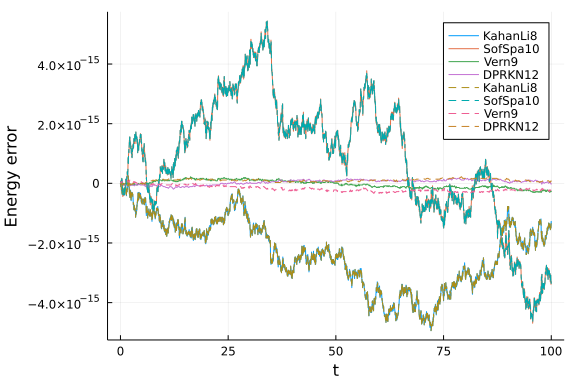 KahanLi8
SofSpa10
Vern9
DPRKN12
KahanLi8
SofSpa10
Vern9
DPRKN12
4.0×10⁻¹⁵
2.0×10⁻¹⁵
0
−2.0×10⁻¹⁵
−4.0×10⁻¹⁵
Energy error
0 25 50 75 100
t